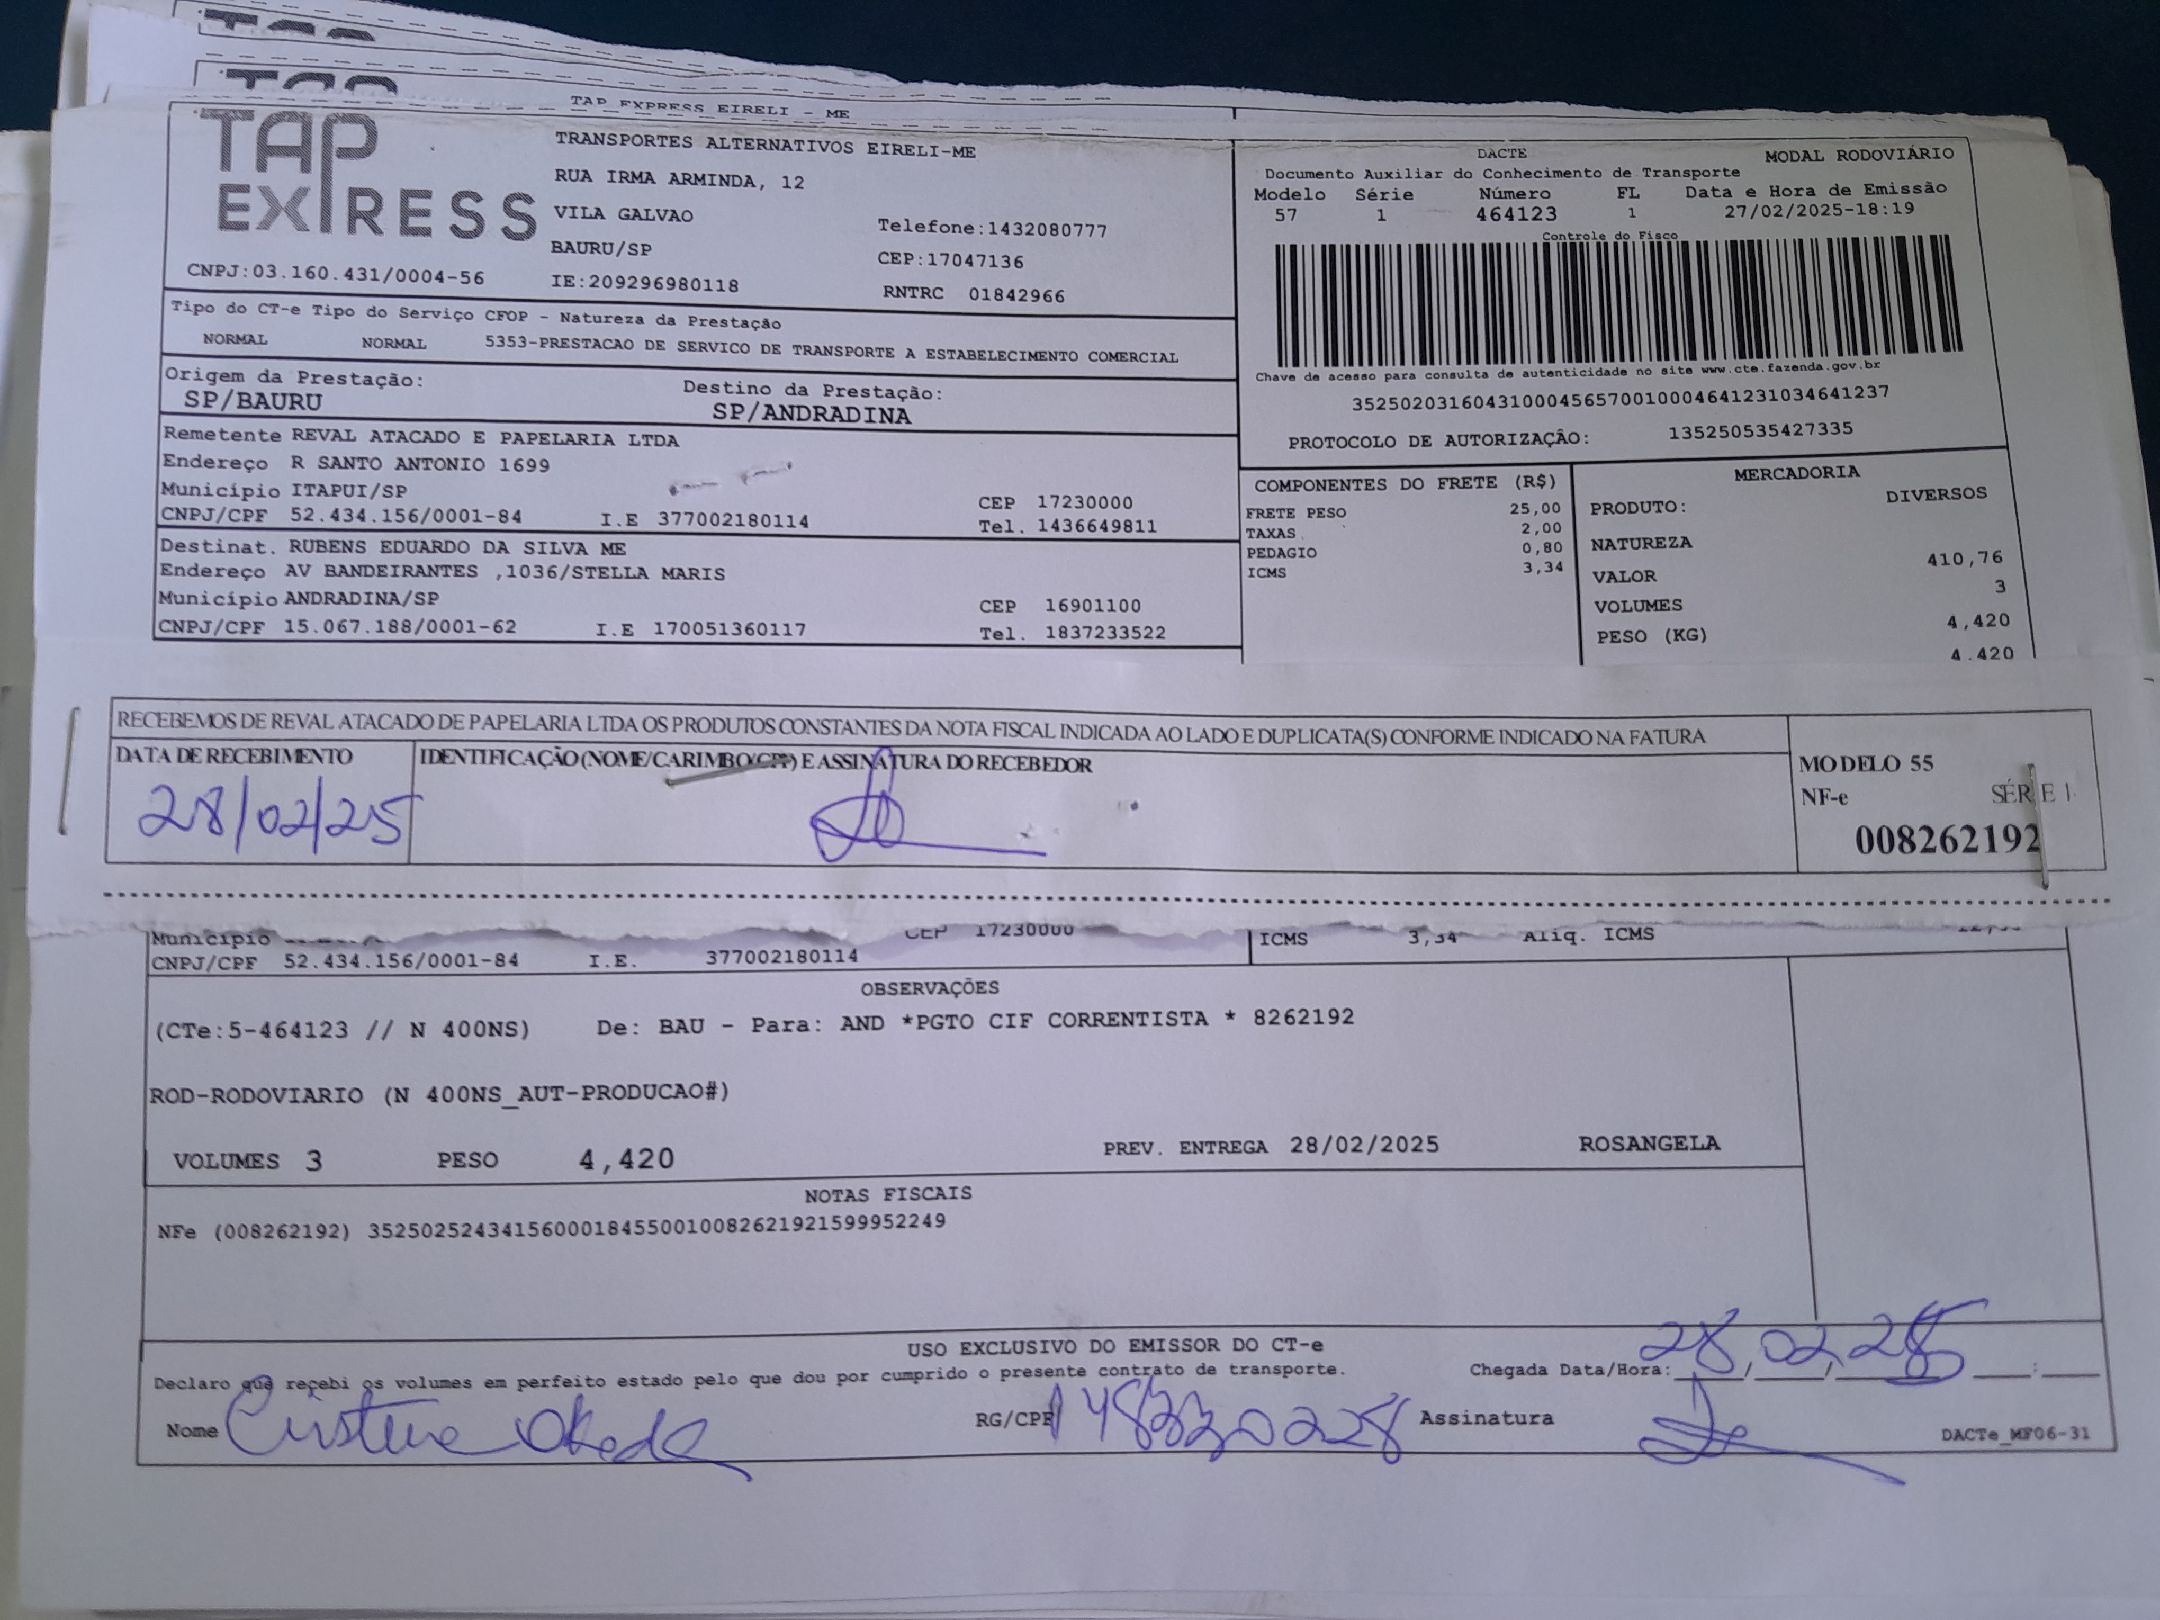 TAP EXPRESS EIRELI - ME
TAP EXPRESS
TRANSPORTES ALTERNATIVOS EIRELI-ME
RUA IRMA ARMINDA, 12
VILA GALVAO
Telefone:1432080777
BAURU/SP
CEP:17047136
CNPJ:03.160.431/0004-56
IE:209296980118
RNTRC 01842966
DACTE
MODAL RODOVIÁRIO
Documento Auxiliar do Conhecimento de Transporte
Modelo Série Número FL Data e Hora de Emissão
57 1 464123 1 27/02/2025-18:19
Controle do Fisco
Chave de acesso para consulta de autenticidade no site www.cte.fazenda.gov.br
35250203160431000456570010004641231034641237
PROTOCOLO DE AUTORIZAÇÃO: 135250535427335
Tipo do CT-e Tipo do Serviço CFOP - Natureza da Prestação
NORMAL NORMAL 5353-PRESTACAO DE SERVICO DE TRANSPORTE A ESTABELECIMENTO COMERCIAL
Origem da Prestação: Destino da Prestação:
SP/BAURU SP/ANDRADINA
Remetente REVAL ATACADO E PAPELARIA LTDA
Endereço R SANTO ANTONIO 1699
Município ITAPUI/SP CEP 17230000
CNPJ/CPF 52.434.156/0001-84 I.E 377002180114 Tel. 1436649811
Destinat. RUBENS EDUARDO DA SILVA ME
Endereço AV BANDEIRANTES ,1036/STELLA MARIS
Município ANDRADINA/SP CEP 16901100
CNPJ/CPF 15.067.188/0001-62 I.E 170051360117 Tel. 1837233522
COMPONENTES DO FRETE (R$)
FRETE PESO 25,00
TAXAS 2,00
PEDAGIO 0,80
ICMS 3,34
MERCADORIA
PRODUTO: DIVERSOS
NATUREZA
VALOR 410,76
VOLUMES 3
PESO (KG) 4,420
4.420
RECEBEMOS DE REVAL ATACADO DE PAPELARIA LTDA OS PRODUTOS CONSTANTES DA NOTA FISCAL INDICADA AO LADO E DUPLICATA(S) CONFORME INDICADO NA FATURA
DATA DE RECEBIMENTO IDENTIFICAÇÃO (NOME/CARIMBO/CPF) E ASSINATURA DO RECEBEDOR
28/02/25
MODELO 55
NF-e SÉRIE 1
008262192
Município CEP 17230000
CNPJ/CPF 52.434.156/0001-84 I.E. 377002180114
ICMS 3,34 Aliq. ICMS
OBSERVAÇÕES
(CTe:5-464123 // N 400NS) De: BAU - Para: AND *PGTO CIF CORRENTISTA * 8262192
ROD-RODOVIARIO (N 400NS_AUT-PRODUCAO#)
VOLUMES 3 PESO 4,420 PREV. ENTREGA 28/02/2025 ROSANGELA
NOTAS FISCAIS
NFe (008262192) 35250252434156000184550010082621921599952249
USO EXCLUSIVO DO EMISSOR DO CT-e
Declaro que recebi os volumes em perfeito estado pelo que dou por cumprido o presente contrato de transporte. Chegada Data/Hora: 28/02/
Nome RG/CPF Assinatura
DACTe_MF06-31